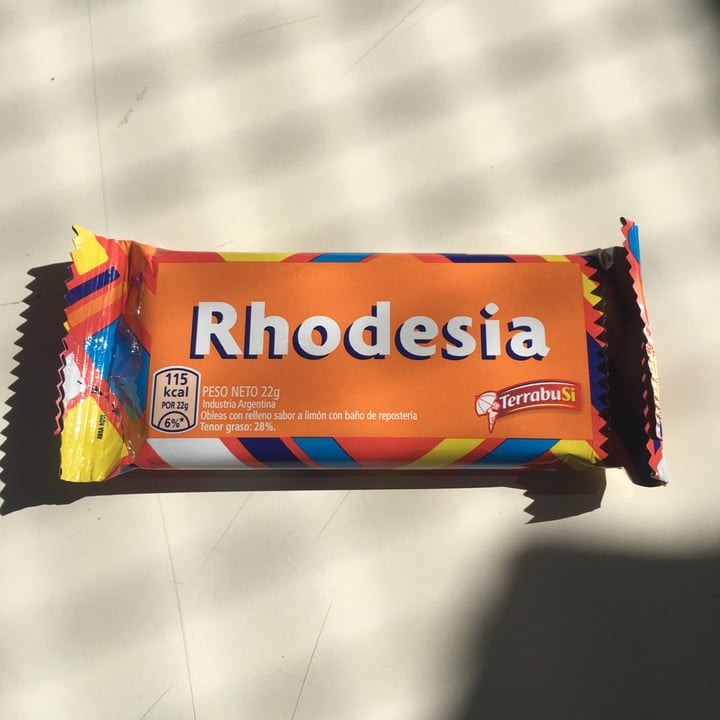 Rhodesia
115
kcal
POR 22g
6%*
PESO NETO 22g
Industria Argentina
Obleas con relleno sabor a limón con baño de repostería
Tenor graso: 28%.
TerrabuSi